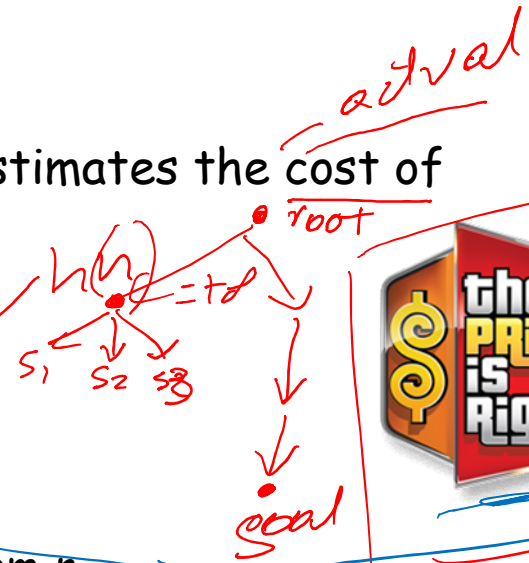 actual
stimates the cost of
root
h(n)
S1 S2 S3
goal
$
the
PRI
is
Rig